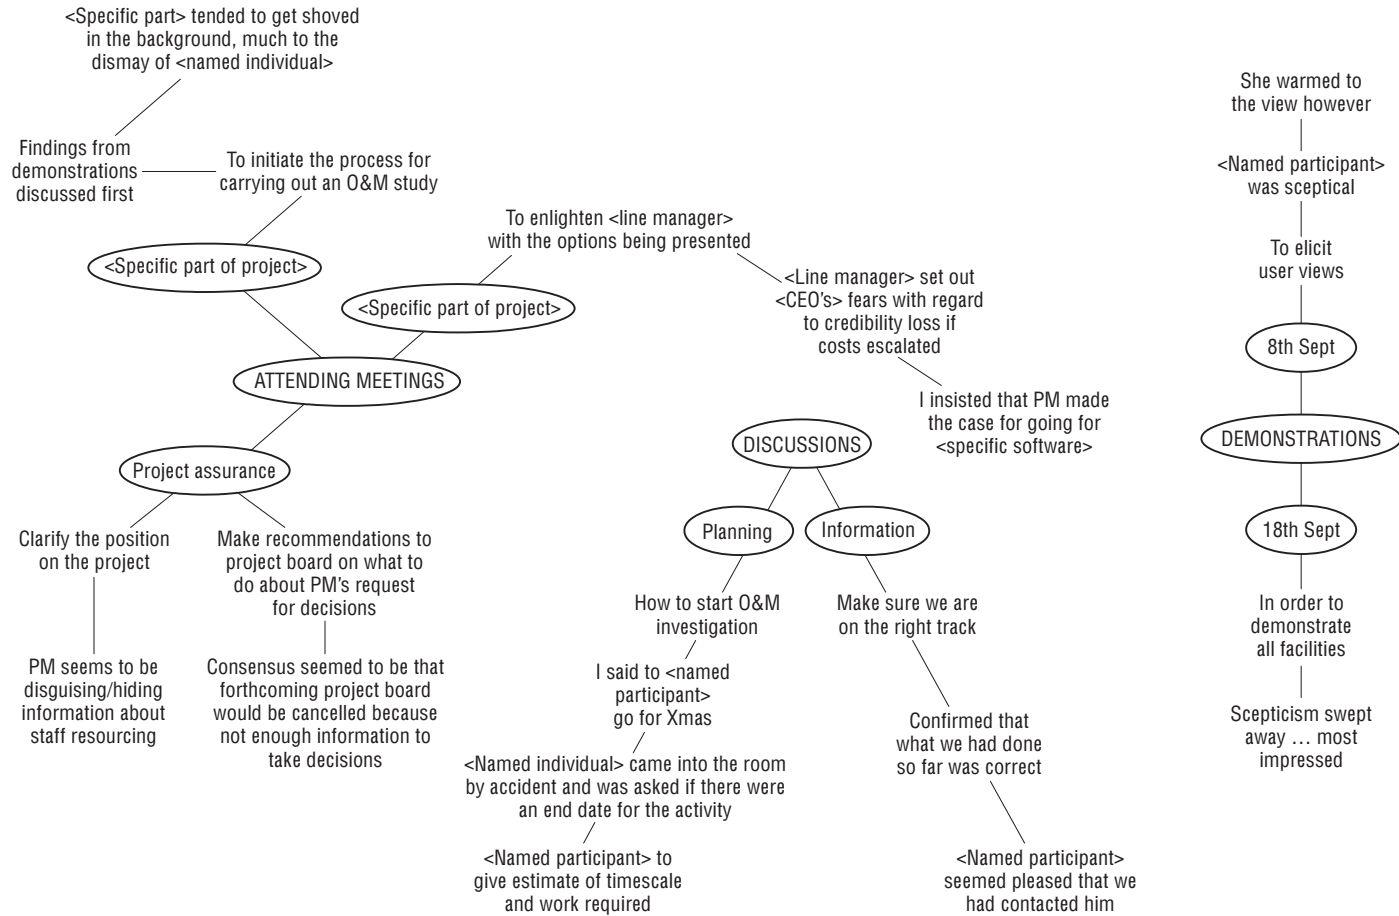 <Specific part> tended to get shoved
in the background, much to the
dismay of <named individual>
Findings from
demonstrations
discussed first
To initiate the process for
carrying out an O&M study
<Specific part of project>
To enlighten <line manager>
with the options being presented
<Specific part of project>
<Line manager> set out
<CEO's> fears with regard
to credibility loss if
costs escalated
I insisted that PM made
the case for going for
<specific software>
ATTENDING MEETINGS
Project assurance
Clarify the position
on the project
PM seems to be
disguising/hiding
information about
staff resourcing
Make recommendations to
project board on what to
do about PM's request
for decisions
Consensus seemed to be that
forthcoming project board
would be cancelled because
not enough information to
take decisions
DISCUSSIONS
Planning
How to start O&M
investigation
I said to <named
participant>
go for Xmas
<Named individual> came into the room
by accident and was asked if there were
an end date for the activity
<Named participant> to
give estimate of timescale
and work required
Information
Make sure we are
on the right track
Confirmed that
what we had done
so far was correct
<Named participant>
seemed pleased that we
had contacted him
She warmed to
the view however
<Named participant>
was sceptical
To elicit
user views
8th Sept
DEMONSTRATIONS
18th Sept
In order to
demonstrate
all facilities
Scepticism swept
away … most
impressed